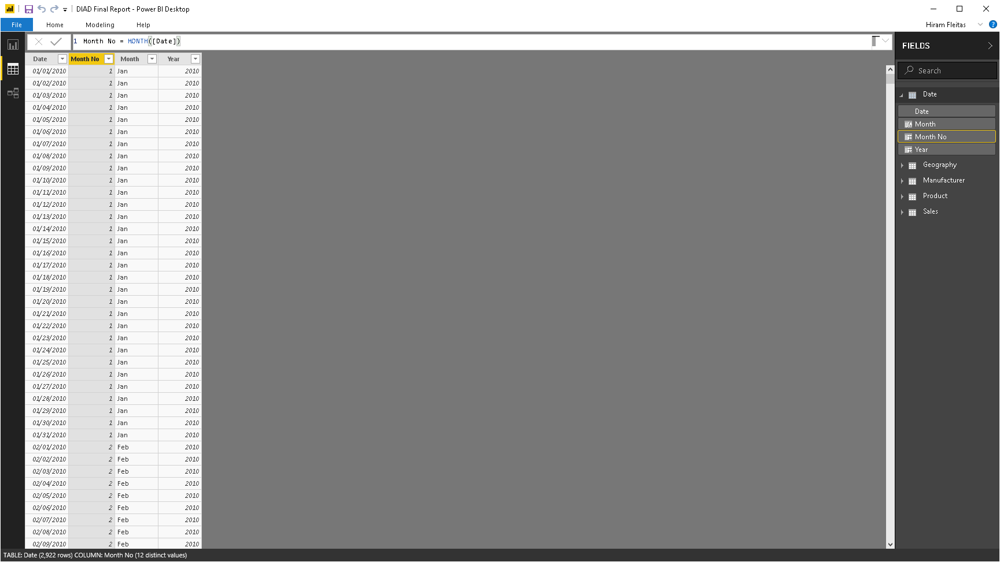 DIAD Final Report - Power BI Desktop
File Home Modeling Help Hiram Fleitas ?
1 Month No = MONTH([Date])
Date Month No Month Year
01/01/2010 1 Jan 2010
01/02/2010 1 Jan 2010
01/03/2010 1 Jan 2010
01/04/2010 1 Jan 2010
01/05/2010 1 Jan 2010
01/06/2010 1 Jan 2010
01/07/2010 1 Jan 2010
01/08/2010 1 Jan 2010
01/09/2010 1 Jan 2010
01/10/2010 1 Jan 2010
01/11/2010 1 Jan 2010
01/12/2010 1 Jan 2010
01/13/2010 1 Jan 2010
01/14/2010 1 Jan 2010
01/15/2010 1 Jan 2010
01/16/2010 1 Jan 2010
01/17/2010 1 Jan 2010
01/18/2010 1 Jan 2010
01/19/2010 1 Jan 2010
01/20/2010 1 Jan 2010
01/21/2010 1 Jan 2010
01/22/2010 1 Jan 2010
01/23/2010 1 Jan 2010
01/24/2010 1 Jan 2010
01/25/2010 1 Jan 2010
01/26/2010 1 Jan 2010
01/27/2010 1 Jan 2010
01/28/2010 1 Jan 2010
01/29/2010 1 Jan 2010
01/30/2010 1 Jan 2010
01/31/2010 1 Jan 2010
02/01/2010 2 Feb 2010
02/02/2010 2 Feb 2010
02/03/2010 2 Feb 2010
02/04/2010 2 Feb 2010
02/05/2010 2 Feb 2010
02/06/2010 2 Feb 2010
02/07/2010 2 Feb 2010
02/08/2010 2 Feb 2010
02/09/2010 2 Feb 2010
FIELDS
Search
Date
Date
Month
Month No
Year
Geography
Manufacturer
Product
Sales
TABLE: Date (2,922 rows) COLUMN: Month No (12 distinct values)